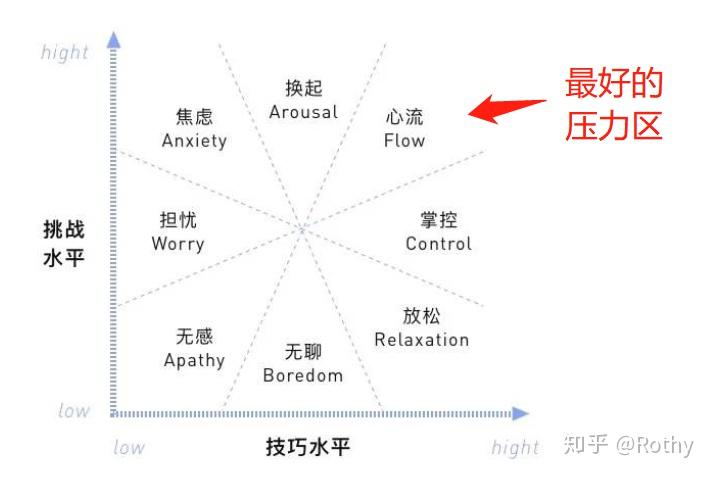 hight
换起
Arousal
最好的
压力区
焦虑
Anxiety
心流
Flow
挑战
水平
担忧
Worry
掌控
Control
无感
Apathy
无聊
Boredom
放松
Relaxation
low
low
技巧水平
hight
知乎 @Rothy